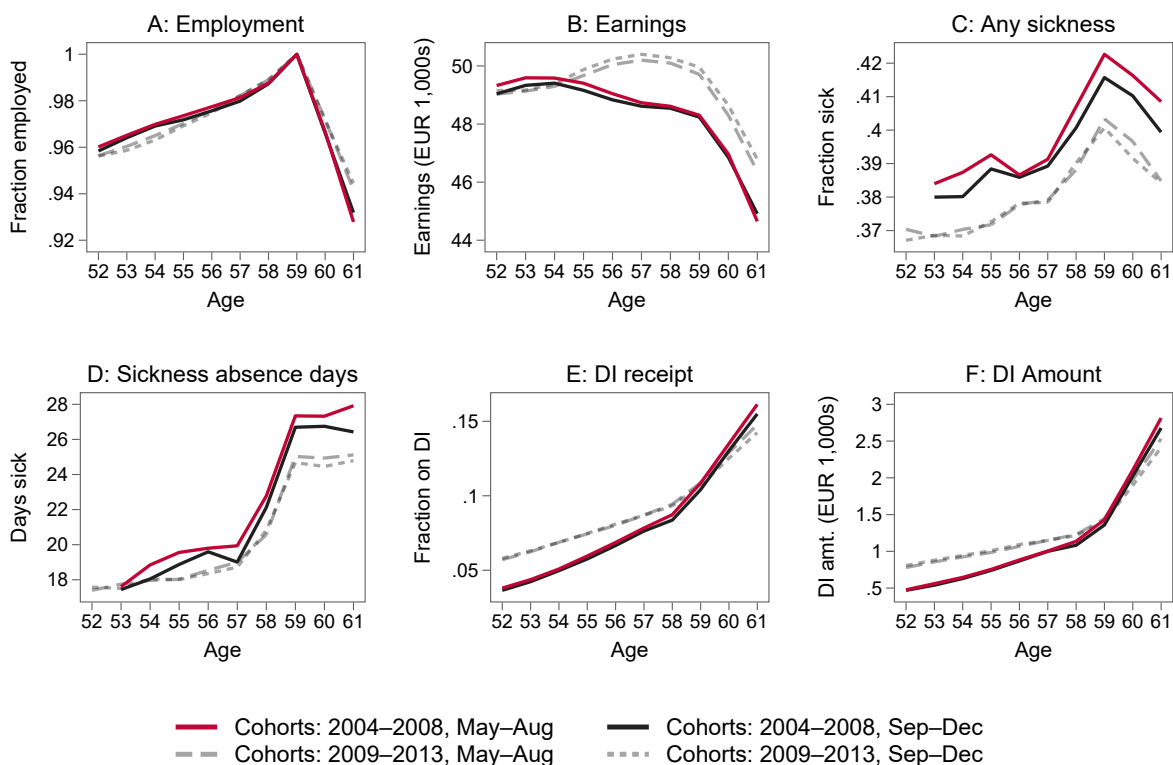 A: Employment
Fraction employed
1
.98
.96
.94
.92
52 53 54 55 56 57 58 59 60 61
Age
B: Earnings
Earnings (EUR 1,000s)
50
48
46
44
52 53 54 55 56 57 58 59 60 61
Age
C: Any sickness
Fraction sick
.42
.41
.4
.39
.38
.37
52 53 54 55 56 57 58 59 60 61
Age
D: Sickness absence days
Days sick
28
26
24
22
20
18
52 53 54 55 56 57 58 59 60 61
Age
E: DI receipt
Fraction on DI
.15
.1
.05
52 53 54 55 56 57 58 59 60 61
Age
F: DI Amount
DI amt. (EUR 1,000s)
3
2.5
2
1.5
1
.5
52 53 54 55 56 57 58 59 60 61
Age
Cohorts: 2004–2008, May–Aug
Cohorts: 2004–2008, Sep–Dec
Cohorts: 2009–2013, May–Aug
Cohorts: 2009–2013, Sep–Dec